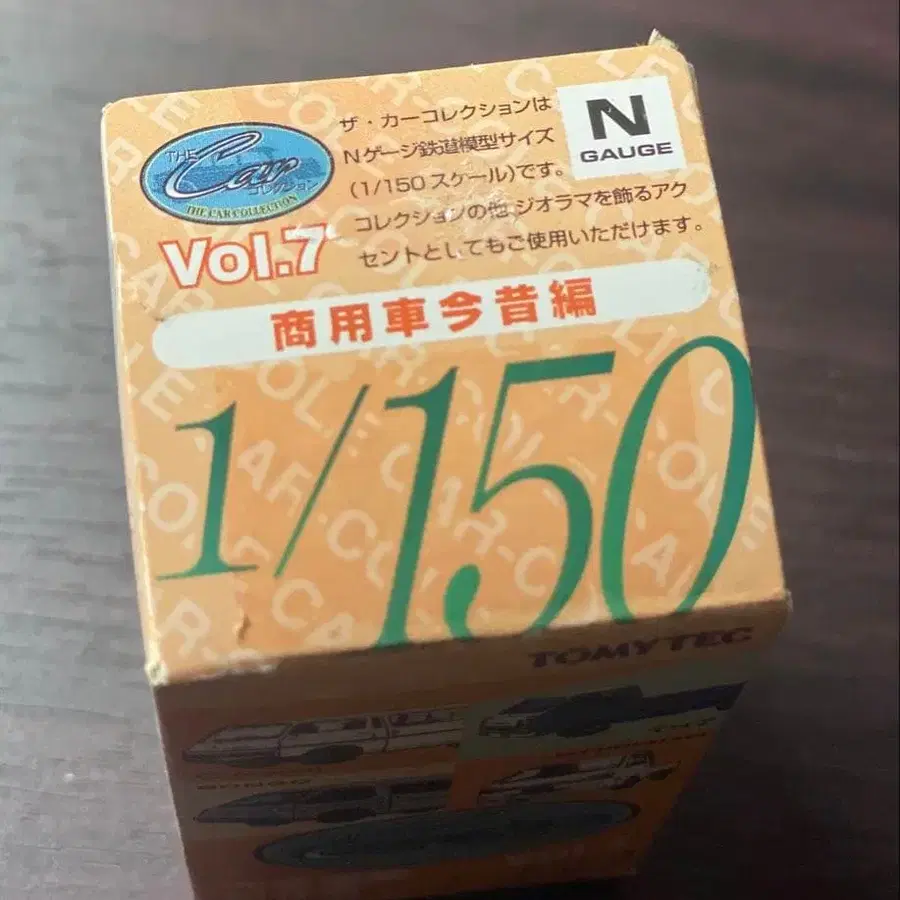 THE
Car
コレクション
THE CAR COLLECTION
Vol.7
ザ・カーコレクションは
Nゲージ鉄道模型サイズ
(1/150スケール)です。
コレクションの他、ジオラマを飾るアク
セントとしてもご使用いただけます。
N
GAUGE
商用車今昔編
1/150
TOMYTEC
BONGO